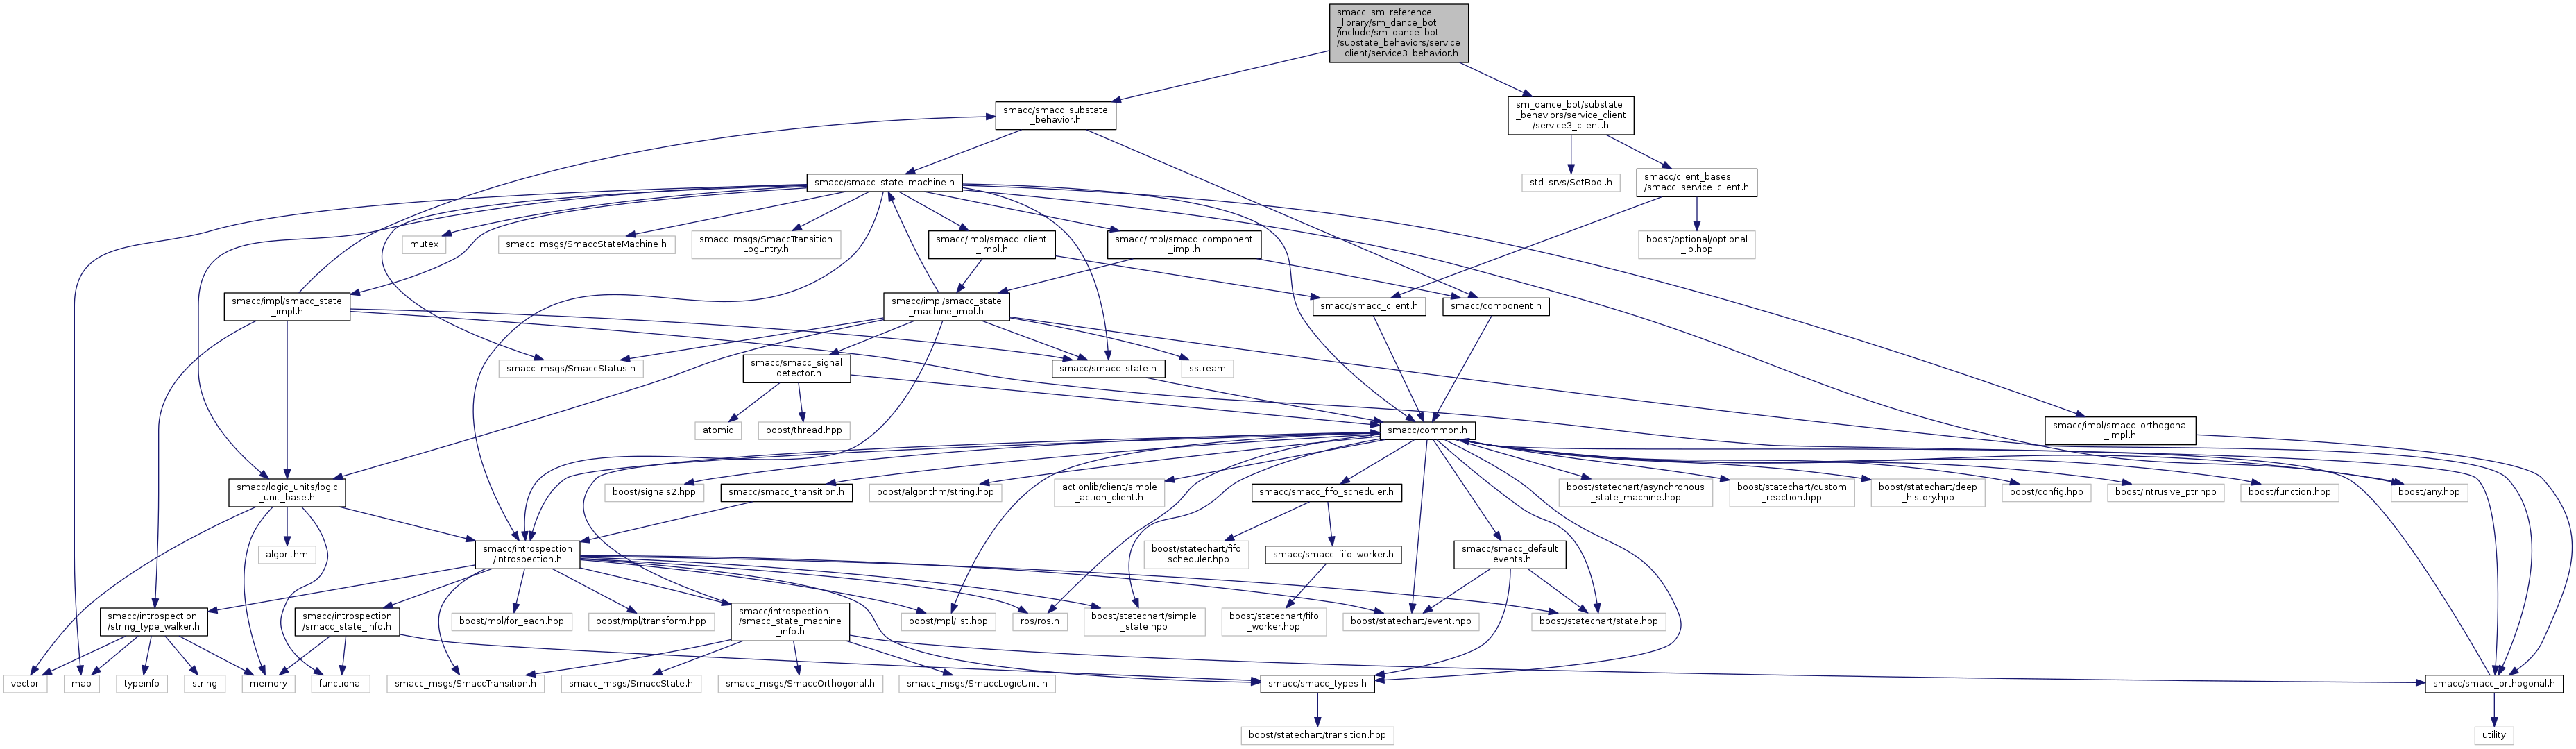 smacc_sm_reference
_library/sm_dance_bot
/include/sm_dance_bot
/substate_behaviors/service
_client/service3_behavior.h
smacc/smacc_substate
_behavior.h
sm_dance_bot/substate
_behaviors/service_client
/service3_client.h
smacc/smacc_state_machine.h
std_srvs/SetBool.h
smacc/client_bases
/smacc_service_client.h
mutex
smacc_msgs/SmaccStateMachine.h
smacc_msgs/SmaccTransition
LogEntry.h
smacc/impl/smacc_client
_impl.h
smacc/impl/smacc_component
_impl.h
boost/optional/optional
_io.hpp
smacc/impl/smacc_state
_impl.h
smacc/impl/smacc_state
_machine_impl.h
smacc/smacc_client.h
smacc/component.h
smacc_msgs/SmaccStatus.h
smacc/smacc_signal
_detector.h
smacc/smacc_state.h
sstream
atomic
boost/thread.hpp
smacc/common.h
smacc/impl/smacc_orthogonal
_impl.h
smacc/logic_units/logic
_unit_base.h
boost/signals2.hpp
smacc/smacc_transition.h
boost/algorithm/string.hpp
actionlib/client/simple
_action_client.h
smacc/smacc_fifo_scheduler.h
boost/statechart/asynchronous
_state_machine.hpp
boost/statechart/custom
_reaction.hpp
boost/statechart/deep
_history.hpp
boost/config.hpp
boost/intrusive_ptr.hpp
boost/function.hpp
boost/any.hpp
algorithm
smacc/introspection
/introspection.h
boost/statechart/fifo
_scheduler.hpp
smacc/smacc_fifo_worker.h
smacc/smacc_default
_events.h
smacc/introspection
/string_type_walker.h
smacc/introspection
/smacc_state_info.h
boost/mpl/for_each.hpp
boost/mpl/transform.hpp
smacc/introspection
/smacc_state_machine
_info.h
boost/mpl/list.hpp
ros/ros.h
boost/statechart/simple
_state.hpp
boost/statechart/fifo
_worker.hpp
boost/statechart/event.hpp
boost/statechart/state.hpp
vector
map
typeinfo
string
memory
functional
smacc_msgs/SmaccTransition.h
smacc_msgs/SmaccState.h
smacc_msgs/SmaccOrthogonal.h
smacc_msgs/SmaccLogicUnit.h
smacc/smacc_types.h
smacc/smacc_orthogonal.h
boost/statechart/transition.hpp
utility